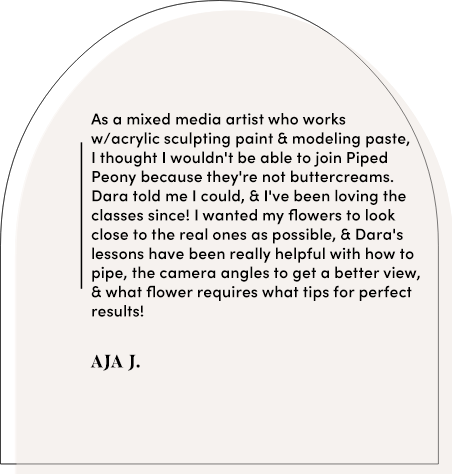 As a mixed media artist who works
w/acrylic sculpting paint & modeling paste,
I thought I wouldn't be able to join Piped
Peony because they're not buttercreams.
Dara told me I could, & I've been loving the
classes since! I wanted my flowers to look
close to the real ones as possible, & Dara's
lessons have been really helpful with how to
pipe, the camera angles to get a better view,
& what flower requires what tips for perfect
results!
AJA J.